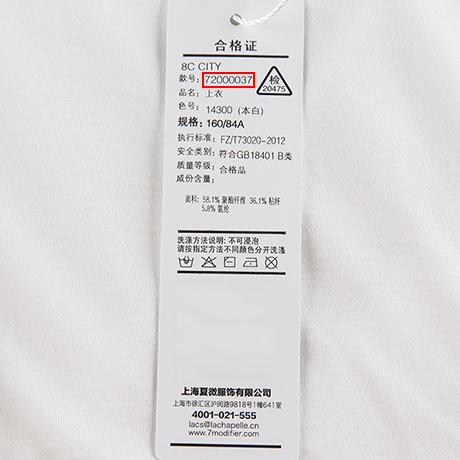 合格证
8C CITY
款号: 72000037
检
20475
品名: 上衣
色号: 14300 (本白)
规格: 160/84A
执行标准: FZ/T73020-2012
安全类别: 符合GB18401 B类
质量等级: 合格品
成份含量:
面料: 58.1% 聚酯纤维 36.1% 粘纤
5.8% 氨纶
洗涤方法说明: 不可浸泡
请按指定方法不同颜色分开洗涤
上海夏微服饰有限公司
上海市徐汇区沪闵路9818号1幢641室
4001-021-555
lacs@lachapelle.cn
www.7modifier.com